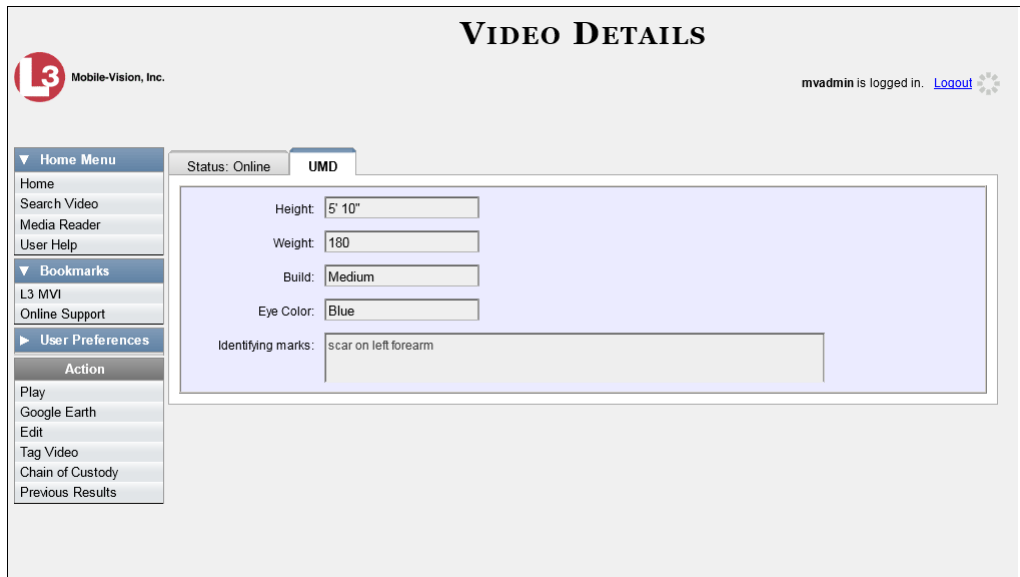 VIDEO DETAILS
L3 Mobile-Vision, Inc.
mvadmin is logged in. Logout
▼ Home Menu
Home
Search Video
Media Reader
User Help
▼ Bookmarks
L3 MVI
Online Support
▶ User Preferences
Action
Play
Google Earth
Edit
Tag Video
Chain of Custody
Previous Results
Status: Online
UMD
Height: 5' 10"
Weight: 180
Build: Medium
Eye Color: Blue
Identifying marks: scar on left forearm